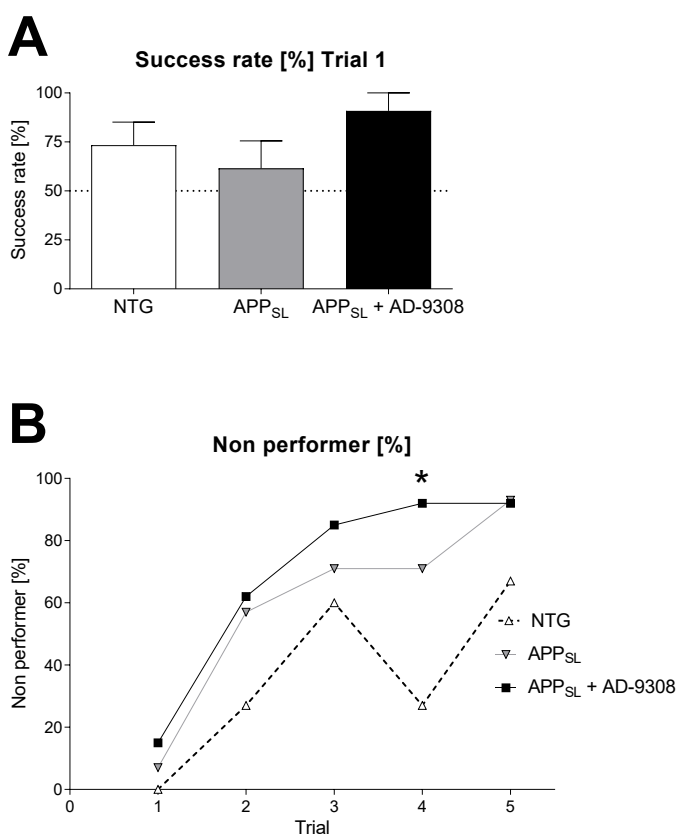 A
Success rate [%] Trial 1
Success rate [%]
100
75
50
25
0
NTG
APPSL
APPSL + AD-9308
B
Non performer [%]
Non performer [%]
100
80
60
40
20
0
*
0
1
2
3
4
5
Trial
NTG
APPSL
APPSL + AD-9308